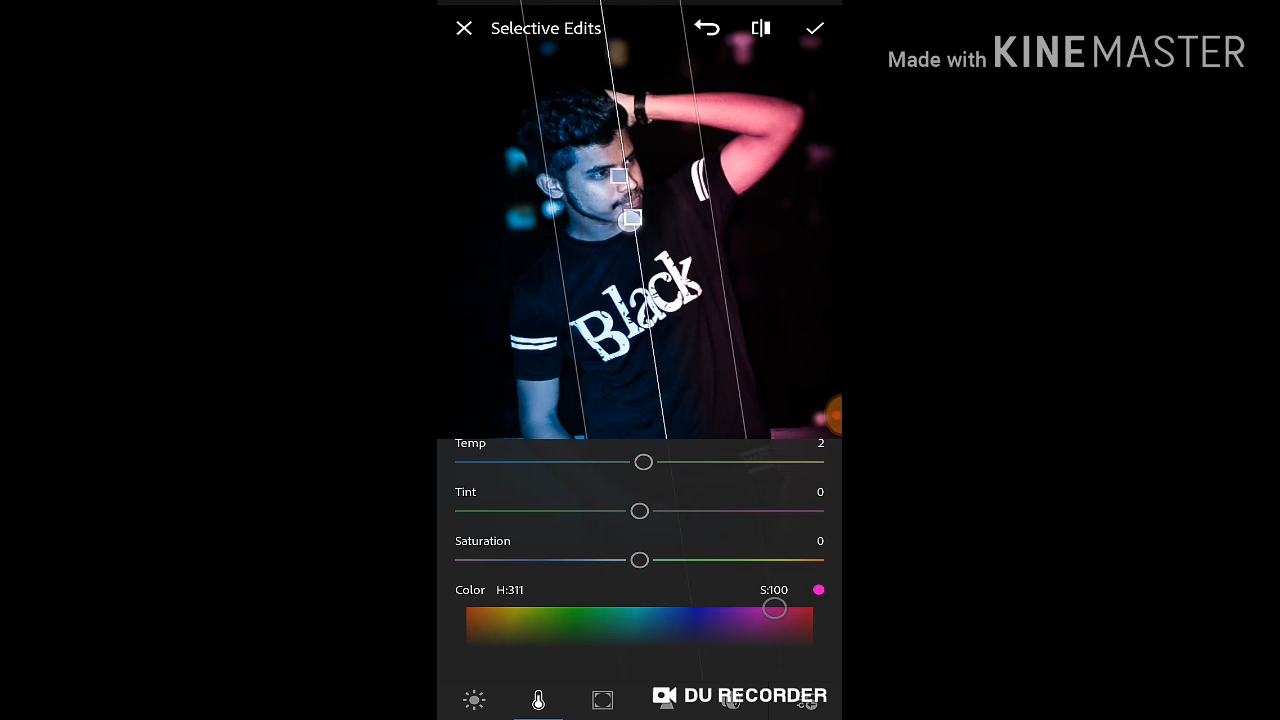 Selective Edits
Made with KINEMASTER
Black
Temp 2
Tint 0
Saturation 0
Color H:311 S:100
DU RECORDER